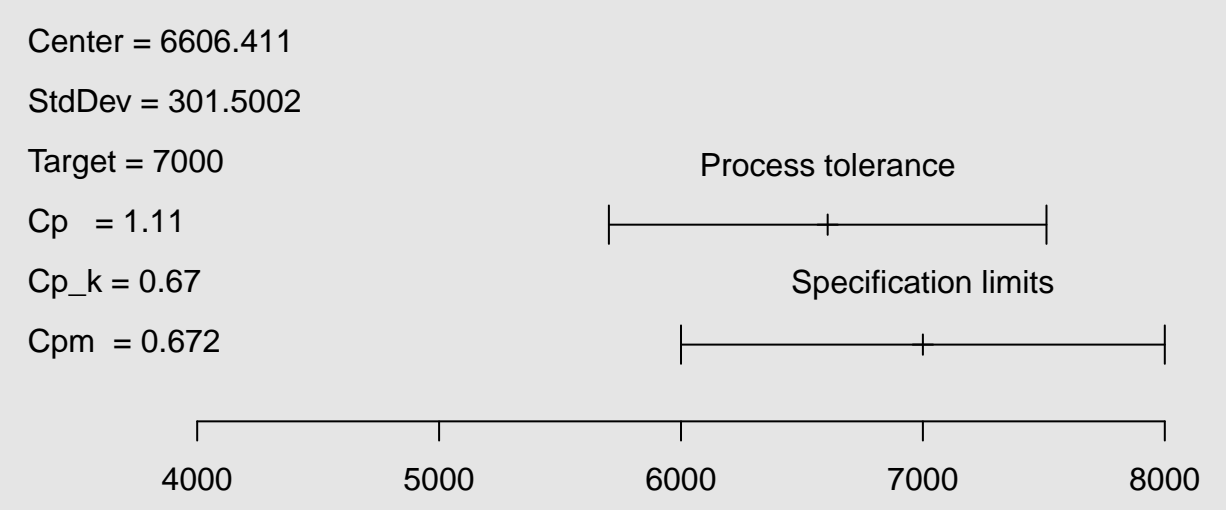 Center = 6606.411
StdDev = 301.5002
Target = 7000
Process tolerance
Cp = 1.11
Cp_k = 0.67
Specification limits
Cpm = 0.672
4000 5000 6000 7000 8000